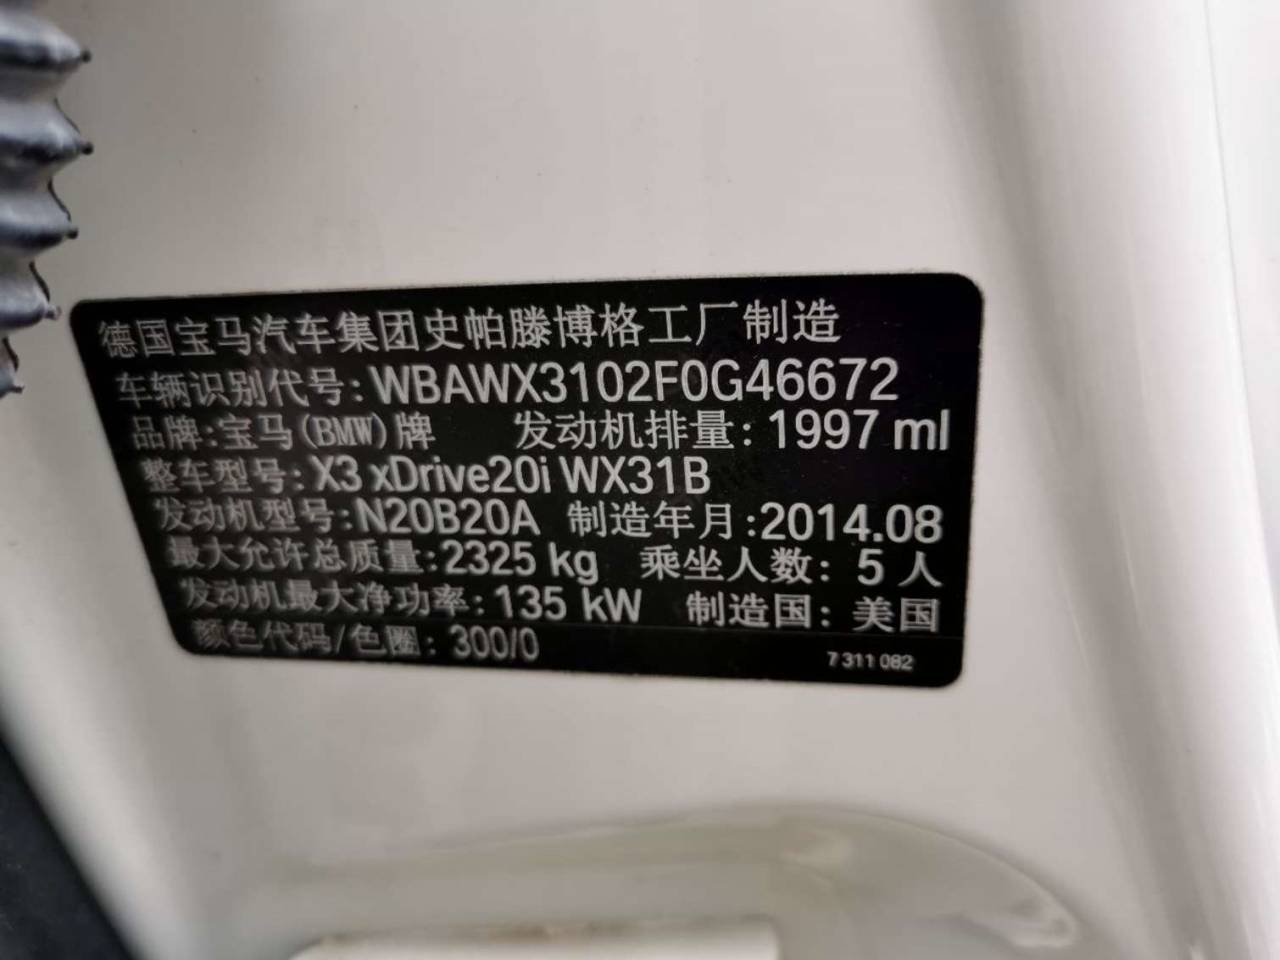 德国宝马汽车集团史帕滕博格工厂制造
车辆识别代号:WBAWX3102F0G46672
品牌:宝马(BMW)牌 发动机排量:1997 ml
整车型号:X3 xDrive20i WX31B
发动机型号:N20B20A 制造年月:2014.08
最大允许总质量:2325 kg 乘坐人数: 5 人
发动机最大净功率:135 kW 制造国: 美国
颜色代码/色圈: 300/0
7 311 082